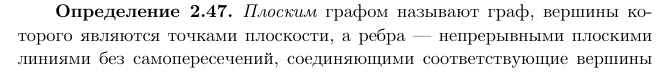 Определение 2.47. Плоским графом называют граф, вершины ко-
торого являются точками плоскости, а ребра — непрерывными плоскими
линиями без самопересечений, соединяющими соответствующие вершины